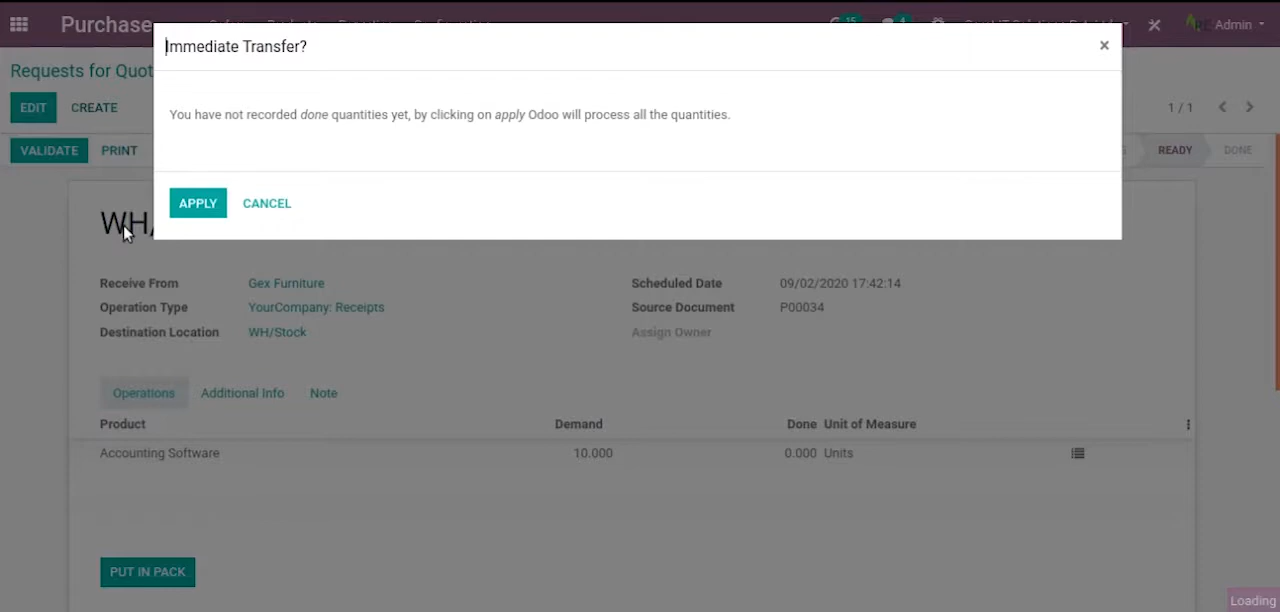 Purchase
15
4
Admin
Immediate Transfer?
×
Requests for Quot
You have not recorded done quantities yet, by clicking on apply Odoo will process all the quantities.
EDIT CREATE
1 / 1
VALIDATE PRINT
READY DONE
APPLY CANCEL
WH/
Receive From Gex Furniture Scheduled Date 09/02/2020 17:42:14
Operation Type YourCompany: Receipts Source Document P00034
Destination Location WH/Stock Assign Owner
Operations Additional Info Note
Product Demand Done Unit of Measure
Accounting Software 10.000 0.000 Units
PUT IN PACK
Loading